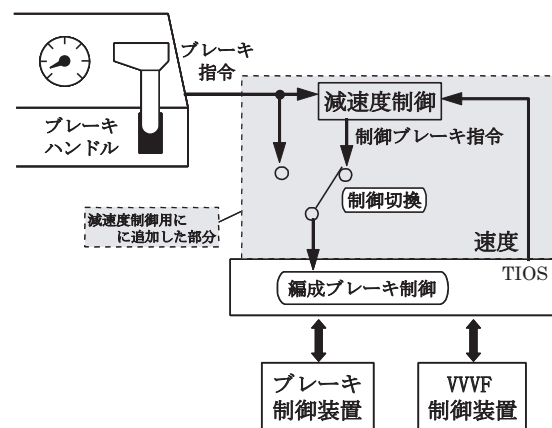 ブレーキ
指令
減速度制御
ブレーキ
ハンドル
制御ブレーキ指令
制御切換
減速度制御用に
に追加した部分
速度
TIOS
編成ブレーキ制御
ブレーキ
制御装置
VVVF
制御装置